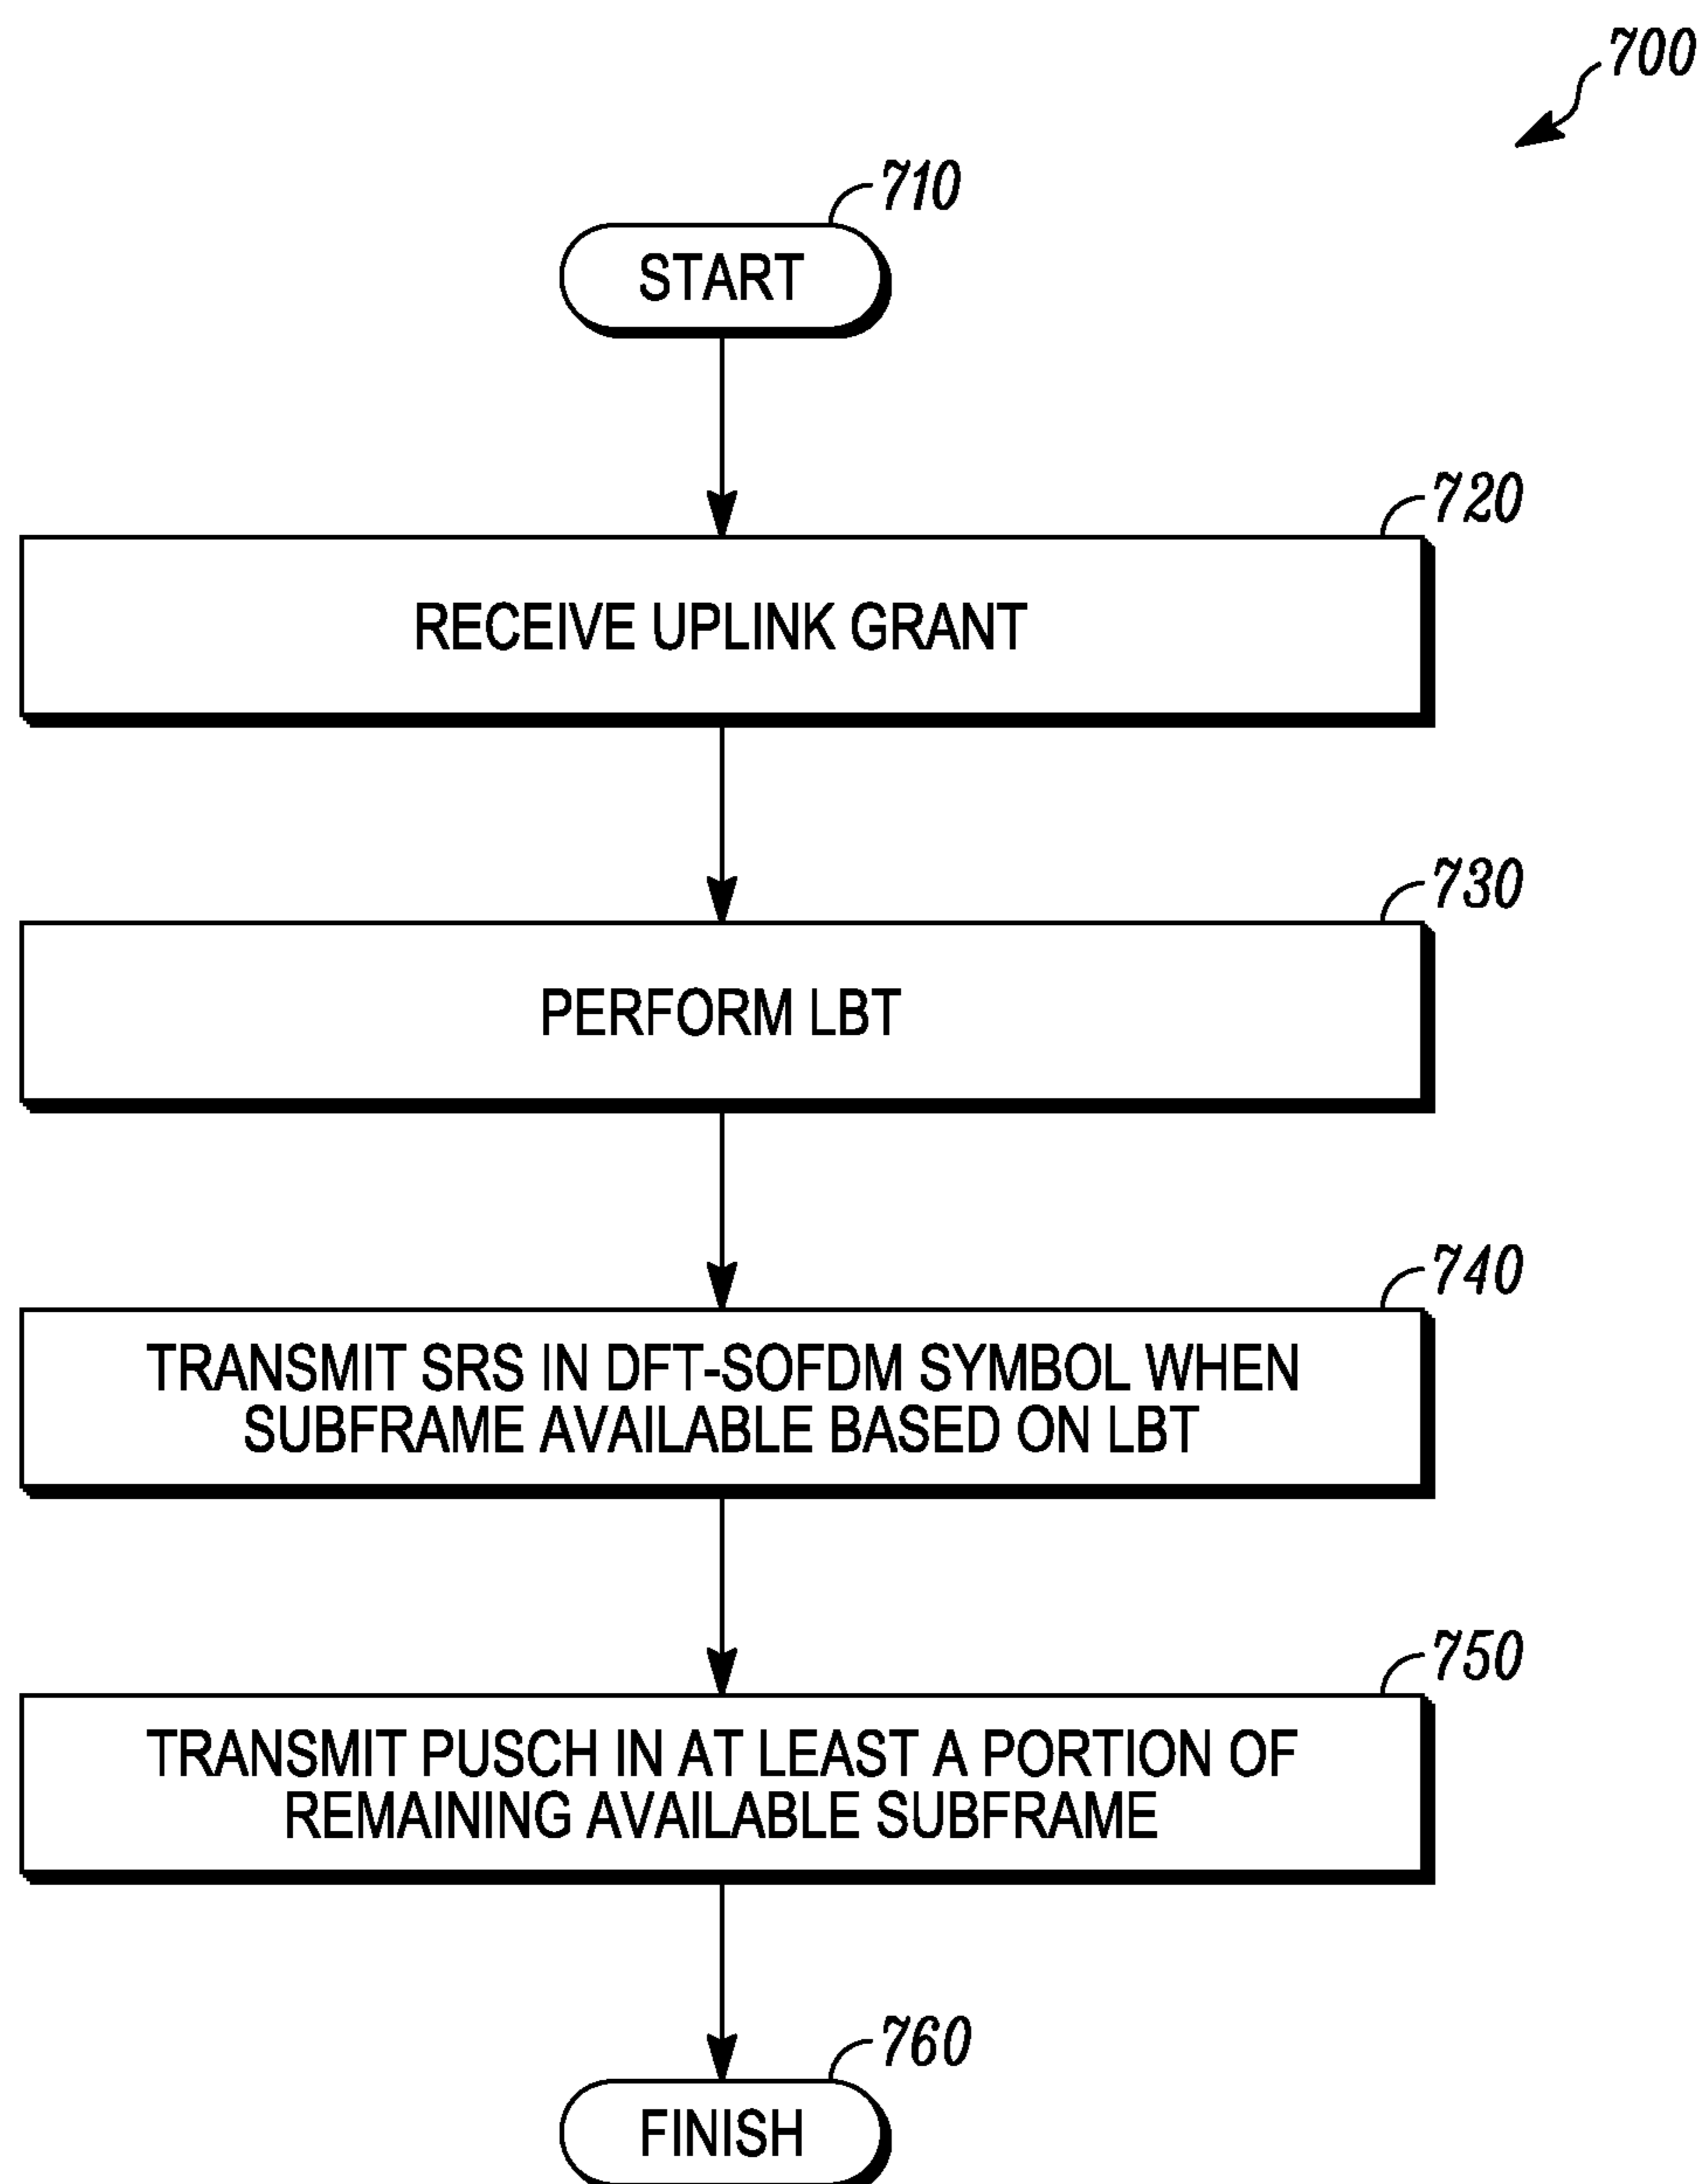 700
710
START
720
RECEIVE UPLINK GRANT
730
PERFORM LBT
740
TRANSMIT SRS IN DFT-SOFDM SYMBOL WHEN
SUBFRAME AVAILABLE BASED ON LBT
750
TRANSMIT PUSCH IN AT LEAST A PORTION OF
REMAINING AVAILABLE SUBFRAME
760
FINISH